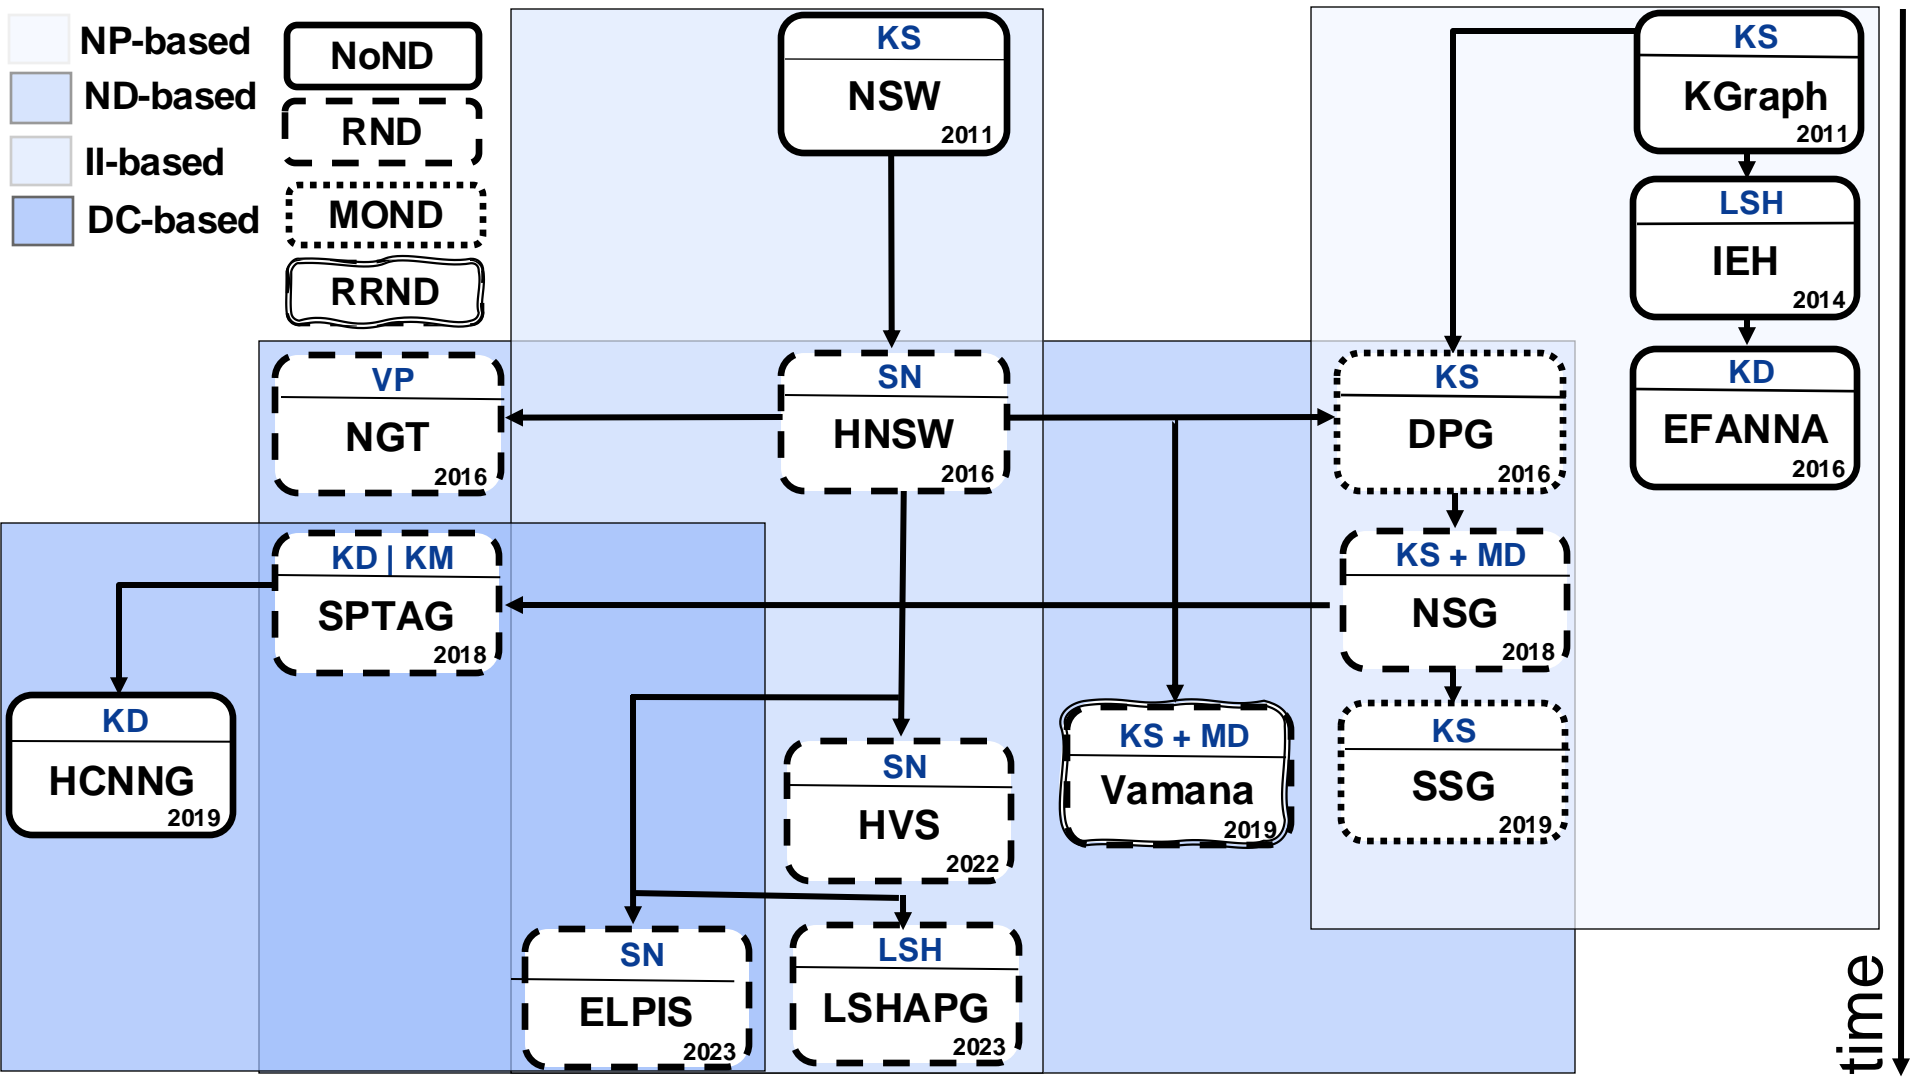 NP-based
ND-based
II-based
DC-based
NoND
RND
MOND
RRND
KS
NSW
2011
KS
KGraph
2011
LSH
IEH
2014
VP
NGT
2016
SN
HNSW
2016
KS
DPG
2016
KD
EFANNA
2016
KD | KM
SPTAG
2018
KS + MD
NSG
2018
KD
HCNNG
2019
SN
HVS
2022
KS + MD
Vamana
2019
KS
SSG
2019
SN
ELPIS
2023
LSH
LSHAPG
2023
time